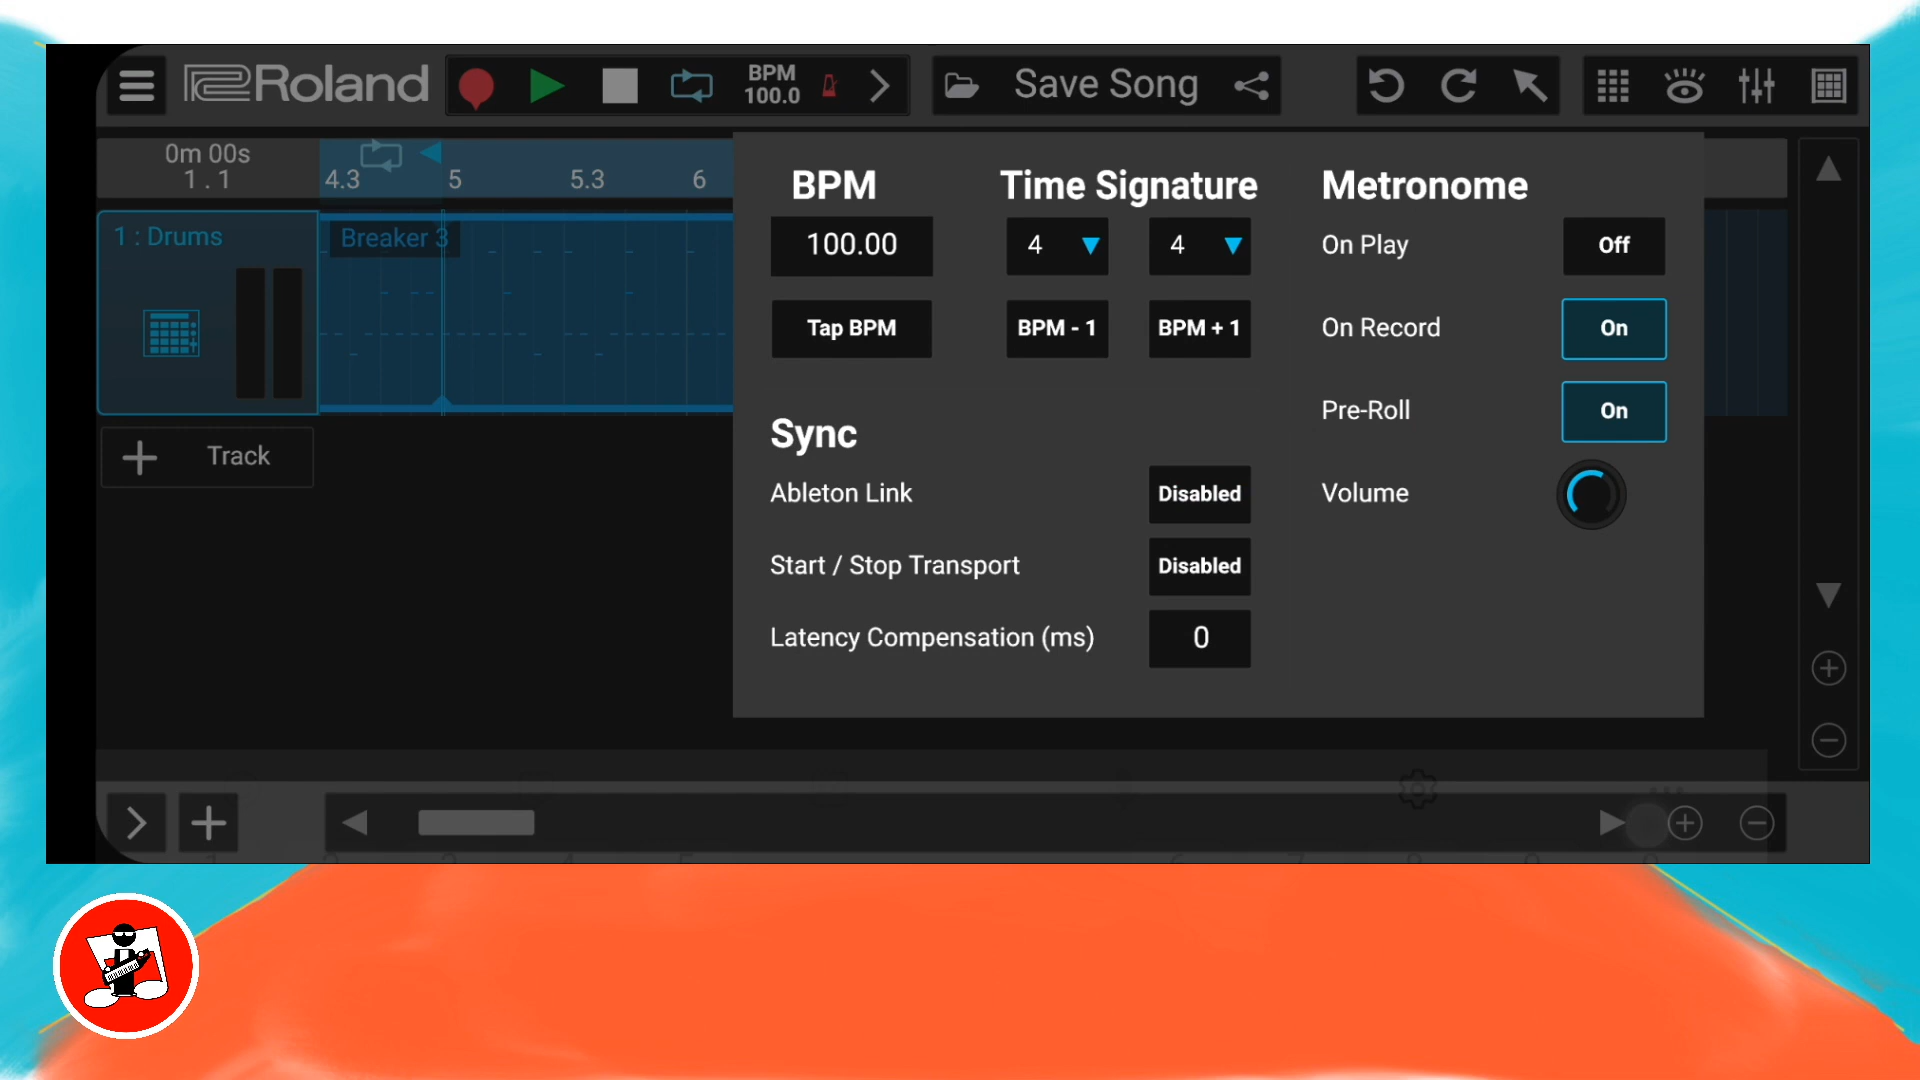 Roland
BPM
100.0
Save Song
0m 00s
1 . 1
4.3
5
5.3
6
1 : Drums
Breaker 3
Track
BPM
100.00
Tap BPM
Time Signature
4
4
BPM - 1
BPM + 1
Metronome
On Play
Off
On Record
On
Pre-Roll
On
Volume
Sync
Ableton Link
Disabled
Start / Stop Transport
Disabled
Latency Compensation (ms)
0